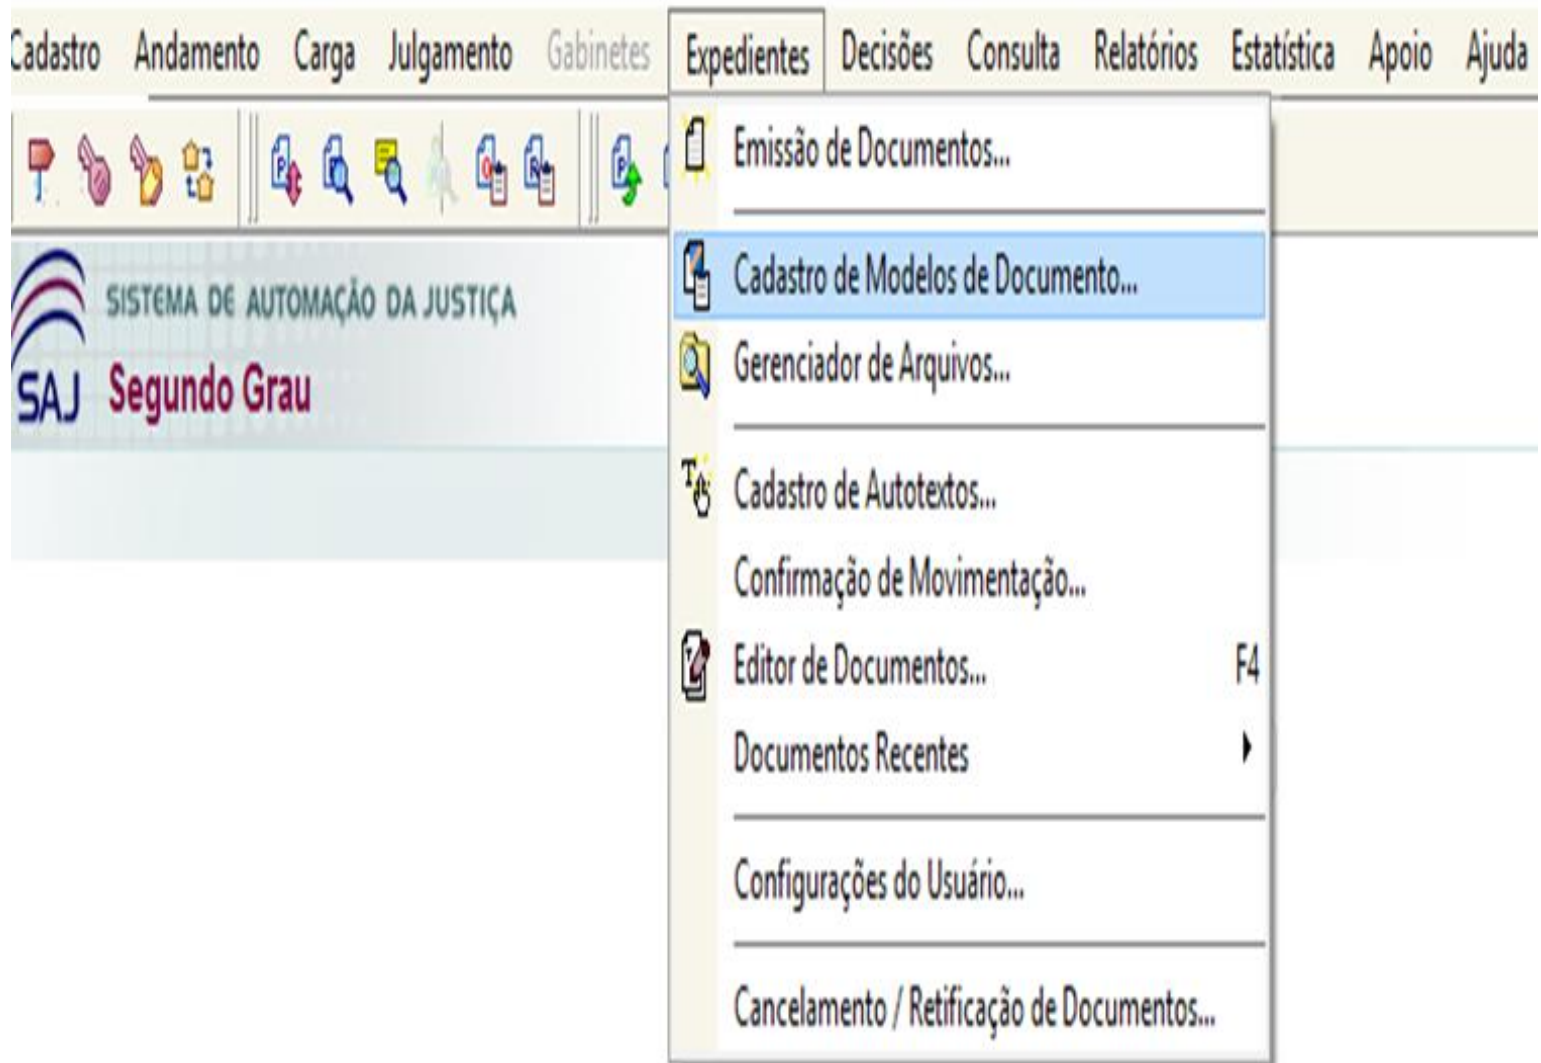 Cadastro Andamento Carga Julgamento Gabinetes Expedientes Decisões Consulta Relatórios Estatística Apoio Ajuda
Emissão de Documentos...
Cadastro de Modelos de Documento...
SISTEMA DE AUTOMAÇÃO DA JUSTIÇA
Gerenciador de Arquivos...
SAJ Segundo Grau
Cadastro de Autotextos...
Confirmação de Movimentação...
Editor de Documentos... F4
Documentos Recentes
Configurações do Usuário...
Cancelamento / Retificação de Documentos...